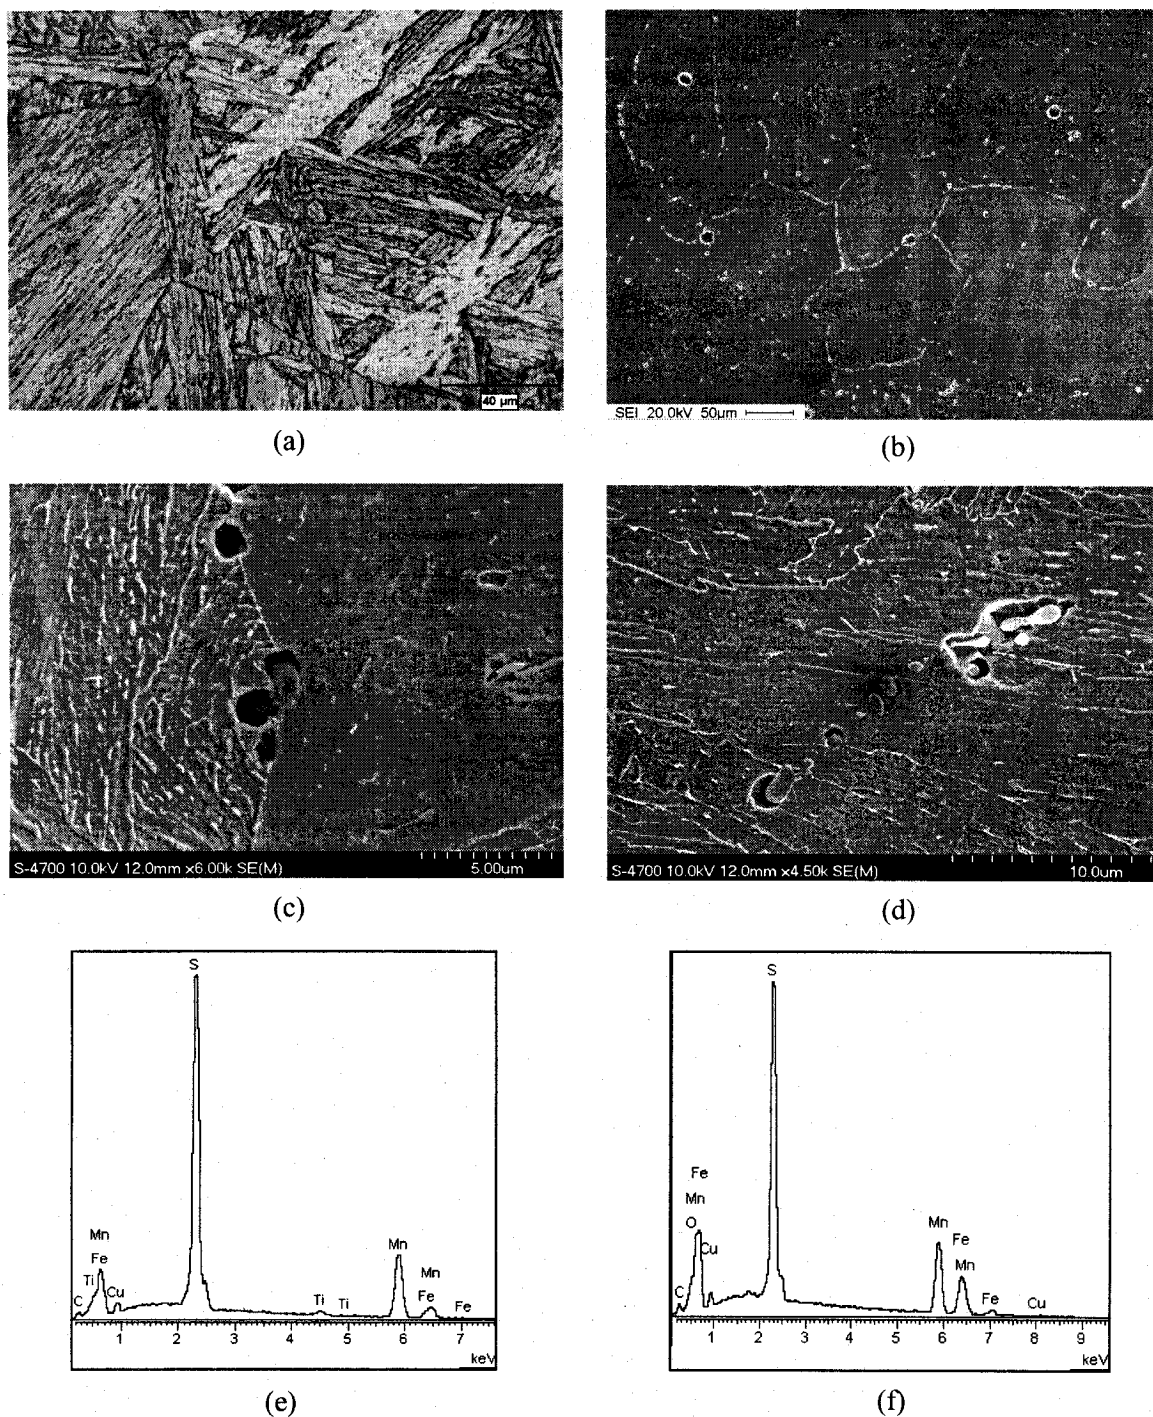 40 µm
SEI 20.0kV 50µm
(a)
(b)
S-4700 10.0kV 12.0mm x6.00k SE(M) 5.00um
S-4700 10.0kV 12.0mm x4.50k SE(M) 10.0um
(c)
(d)
S
Mn
Fe
Ti
Cu
C
Ti
Ti
Mn
Mn
Fe
Fe
1 2 3 4 5 6 7
keV
S
Fe
Mn
O
Cu
C
Mn
Fe
Mn
Fe
Cu
1 2 3 4 5 6 7 8 9
keV
(e)
(f)